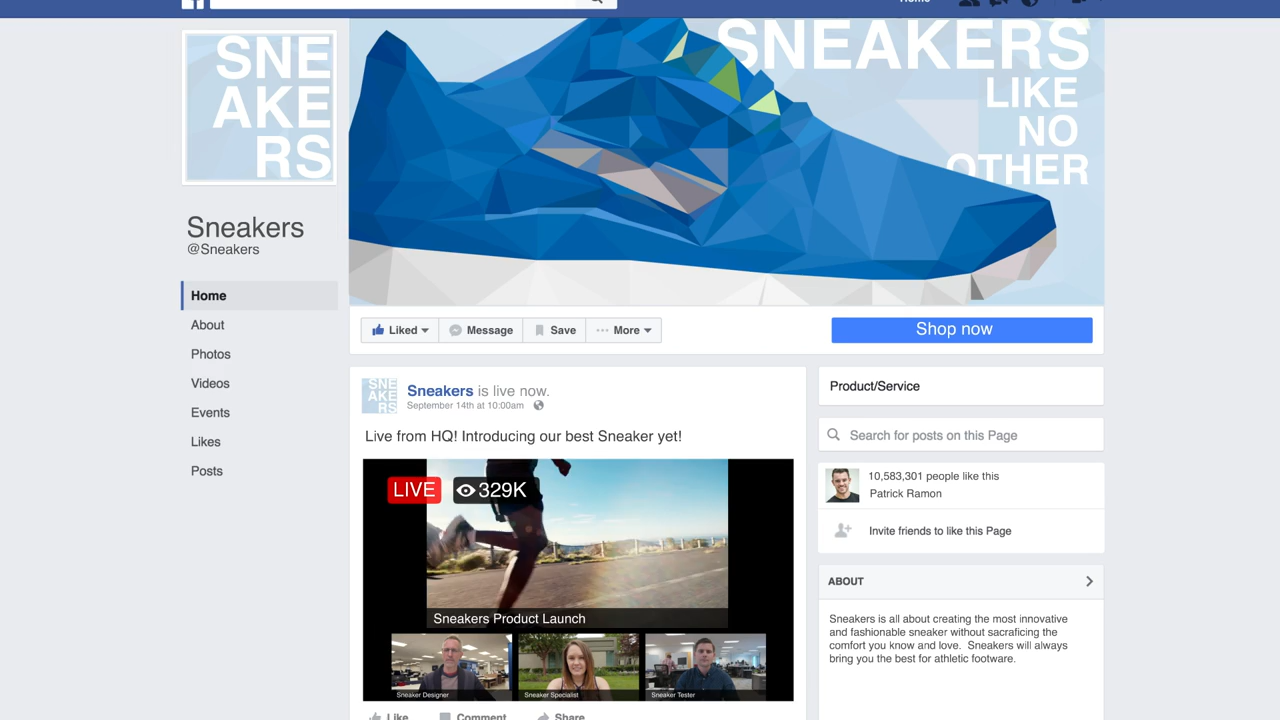 Home
SNE
AKE
RS
SNEAKERS
LIKE
NO
OTHER
Sneakers
@Sneakers
Home
About
Photos
Videos
Events
Likes
Posts
Liked
Message
Save
More
Shop now
SNE
AKE
RS
Sneakers is live now.
September 14th at 10:00am
Live from HQ! Introducing our best Sneaker yet!
LIVE
329K
Sneakers Product Launch
Sneaker Designer
Sneaker Specialist
Sneaker Tester
Like
Comment
Share
Product/Service
Search for posts on this Page
10,583,301 people like this
Patrick Ramon
Invite friends to like this Page
ABOUT
Sneakers is all about creating the most innovative
and fashionable sneaker without sacraficing the
comfort you know and love. Sneakers will always
bring you the best for athletic footware.